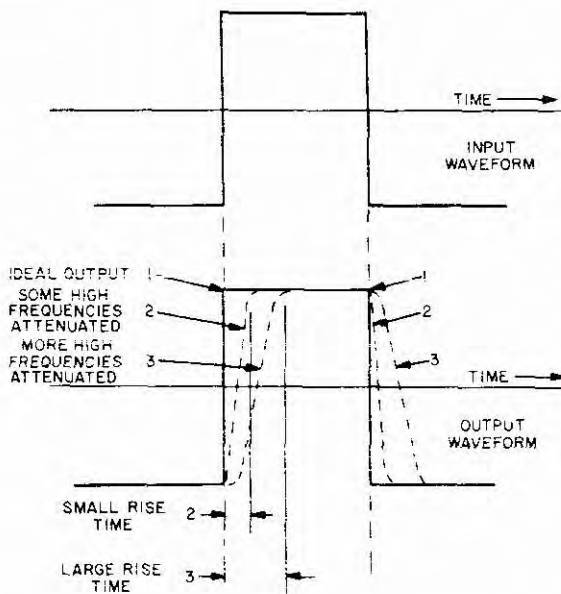 TIME
INPUT
WAVEFORM
IDEAL OUTPUT 1
1
SOME HIGH
FREQUENCIES 2
ATTENUATED
2
MORE HIGH
FREQUENCIES 3
ATTENUATED
3
TIME
OUTPUT
WAVEFORM
SMALL RISE
TIME 2
LARGE RISE
TIME 3